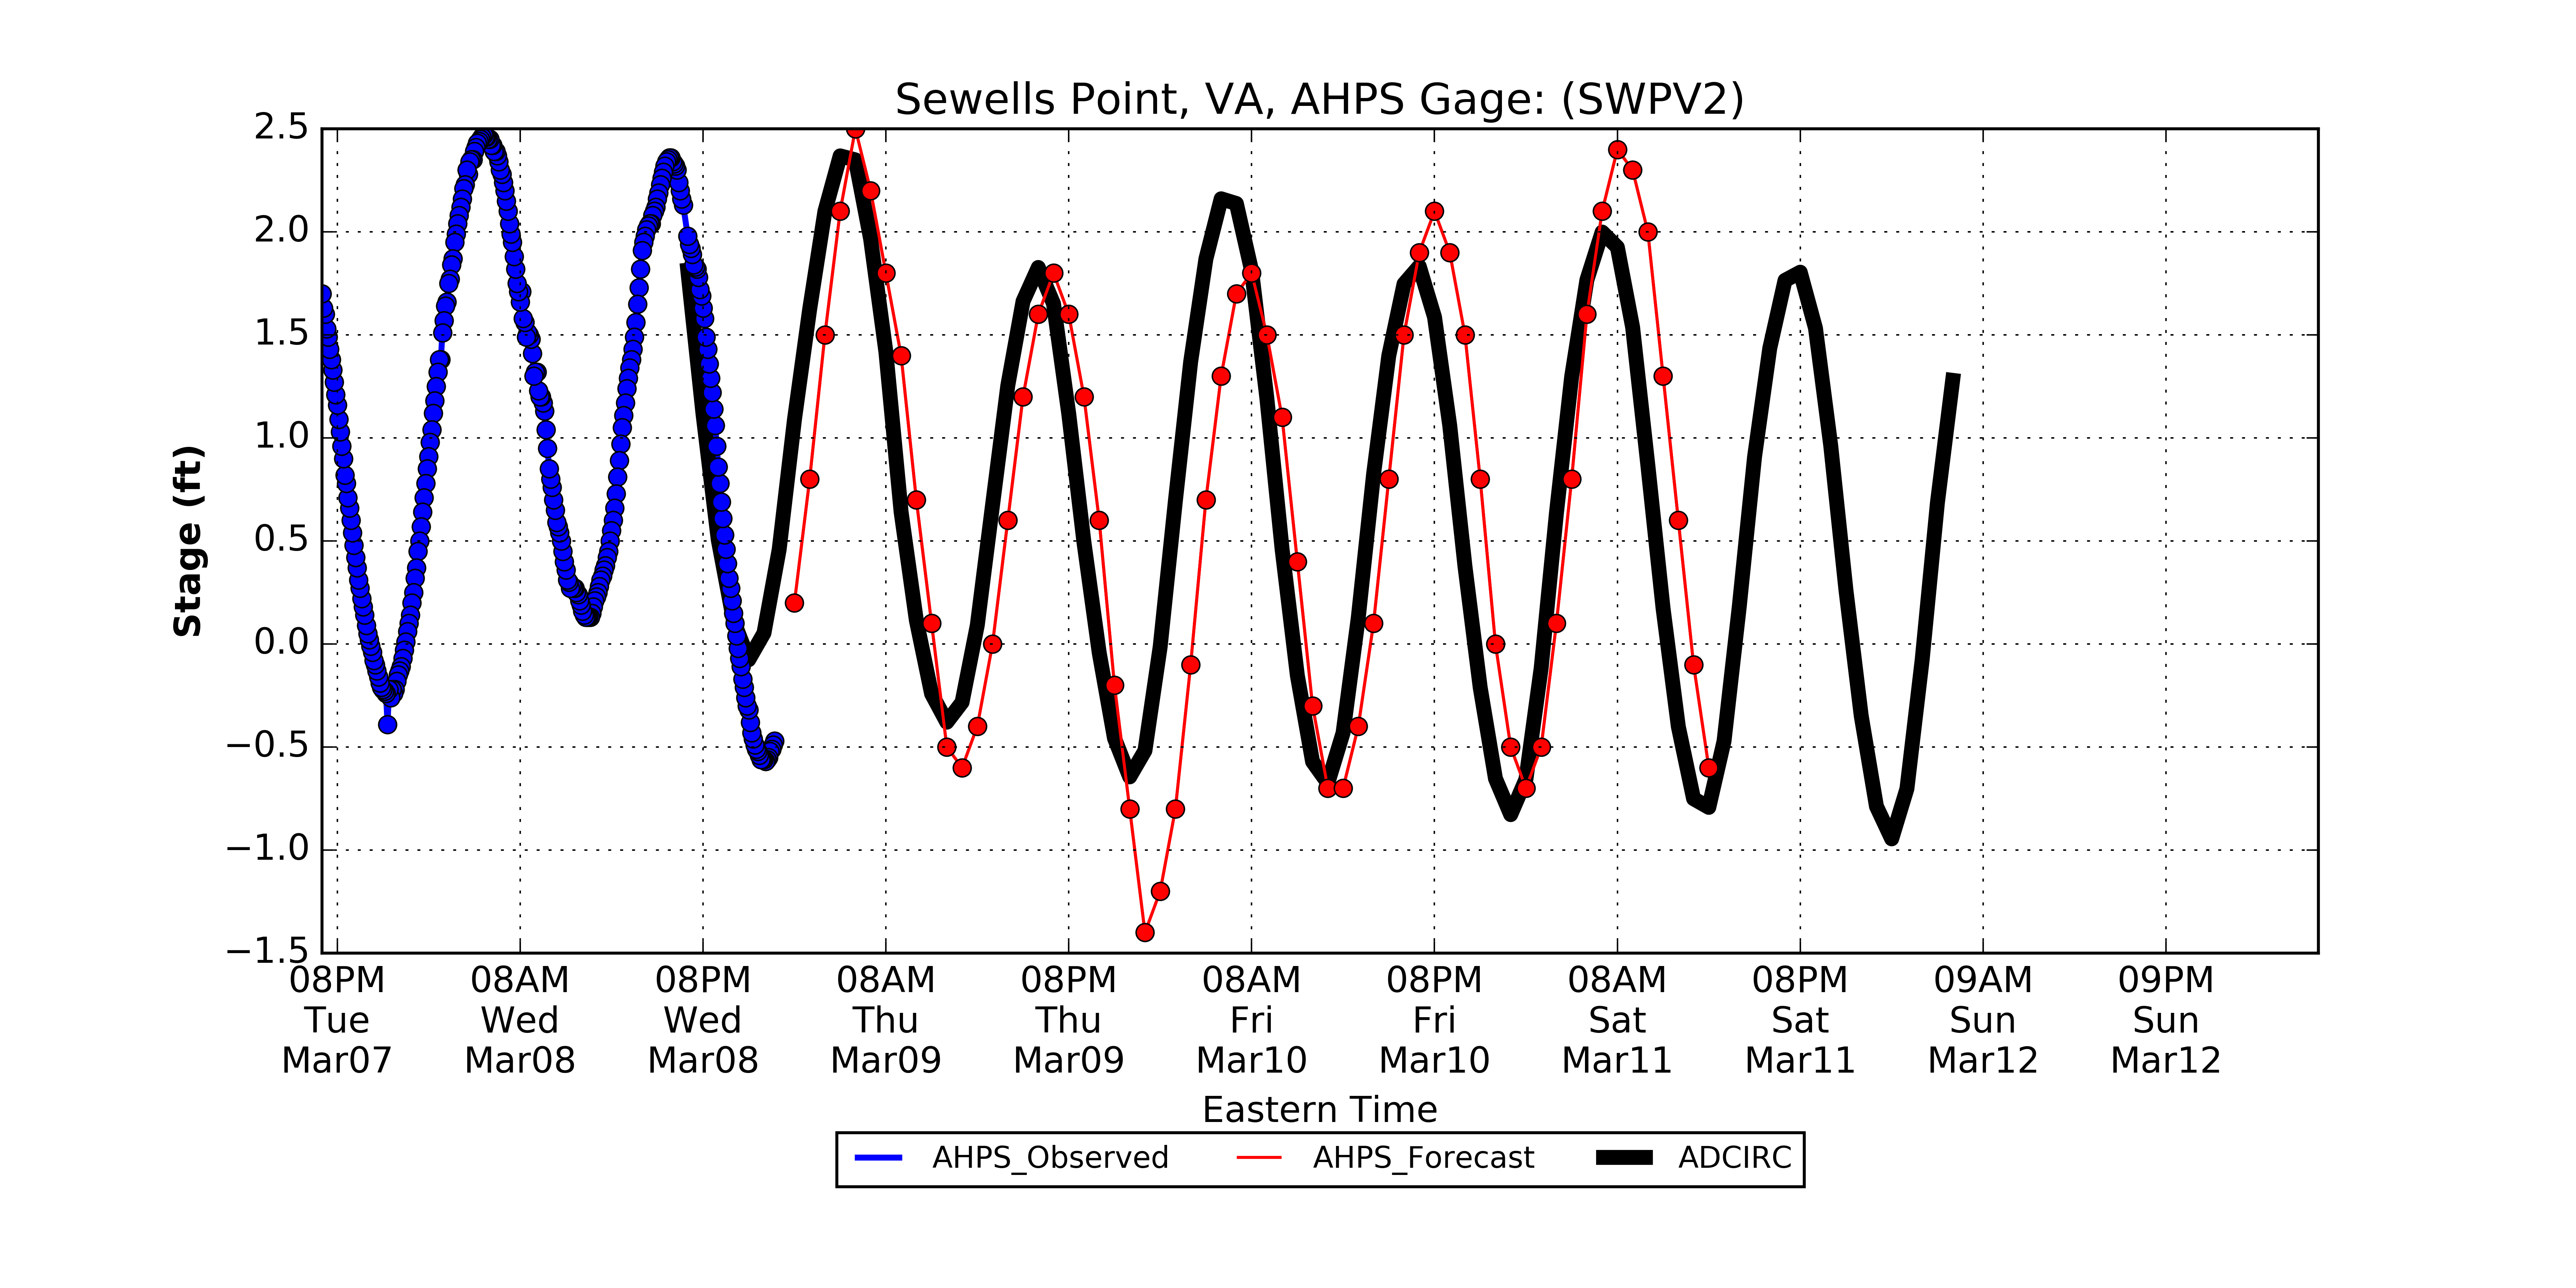 Sewells Point, VA, AHPS Gage: (SWPV2)
2.5
2.0
1.5
1.0
0.5
0.0
−0.5
−1.0
−1.5
Stage (ft)
08PM 08AM 08PM 08AM 08PM 08AM 08PM 08AM 08PM 09AM 09PM
Tue Wed Wed Thu Thu Fri Fri Sat Sat Sun Sun
Mar07 Mar08 Mar08 Mar09 Mar09 Mar10 Mar10 Mar11 Mar11 Mar12 Mar12
Eastern Time
AHPS_Observed AHPS_Forecast ADCIRC